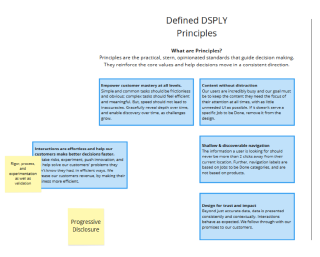 Defined DSPLY
Principles
What are Principles?
Principles are the practical, stern, opinionated standards that guide decision making.
They reinforce the core values and help decisions move in a consistent direction.
Empower customer mastery at all levels.
Simple and common tasks should be frictionless
and obvious; complex tasks should feel efficient
and meaningful. But, speed should not lead to
inaccuracies. Gracefully reveal depth over time,
and enable discovery over time, as challenges
grow.
Content without distraction
Our users are incredibly busy and our goal must
be to keep the content they need the focus of
their attention at all times, with as little
unneeded UI as possible. If it doesn't serve a
specific Job to be Done, remove it from the
design.
Interactions are effortless and help our
customers make better decisions faster.
take risks, experiment, push innovation, and
help solve our customers' problems they
't know they had in efficient ways. We
ease our customers revenue, by making their
ness more efficient.
Rigor, process
and
experimentation
as well as
validation
Shallow & discoverable navigation
The information a user is looking for should
never be more than 2 clicks away from their
current location. Further, navigation labels are
based on Jobs to be Done categories, and are
not based on products.
Progressive
Disclosure
Design for trust and impact
Beyond just accurate data, data is presented
consistently and contextually. Interactions
behave as expected. We follow through with our
promises to our customers.